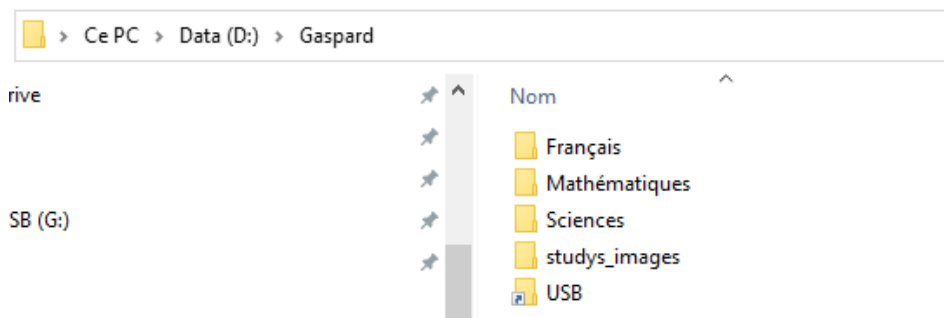 Ce PC > Data (D:) > Gaspard
rive
SB (G:)
Nom
Français
Mathématiques
Sciences
studys_images
USB